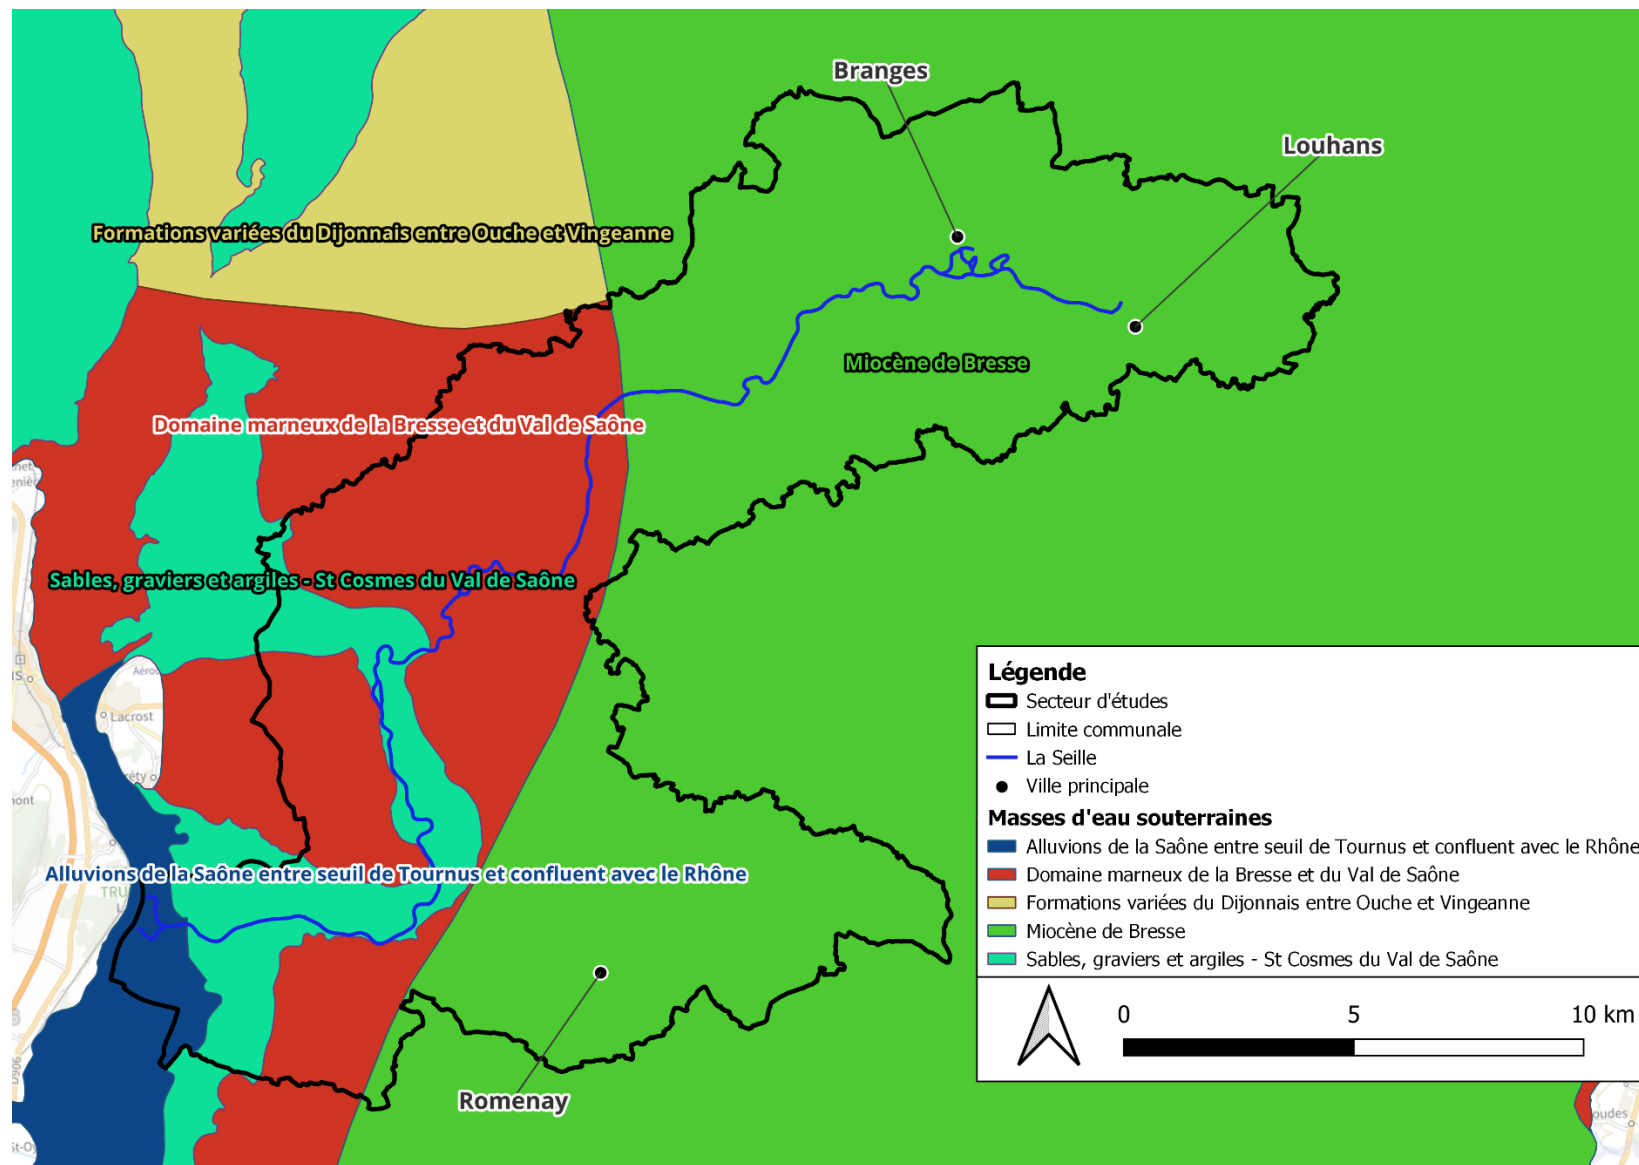 Branges
Louhans
Formations variées du Dijonnais entre Ouche et Vingeanne
Miocène de Bresse
Domaine marneux de la Bresse et du Val de Saône
Sables, graviers et argiles - St Cosmes du Val de Saône
Lacrost
Alluvions de la Saône entre seuil de Tournus et confluent avec le Rhône
Romenay
Légende
Secteur d'études
Limite communale
La Seille
Ville principale
Masses d'eau souterraines
Alluvions de la Saône entre seuil de Tournus et confluent avec le Rhône
Domaine marneux de la Bresse et du Val de Saône
Formations variées du Dijonnais entre Ouche et Vingeanne
Miocène de Bresse
Sables, graviers et argiles - St Cosmes du Val de Saône
0 5 10 km
D906